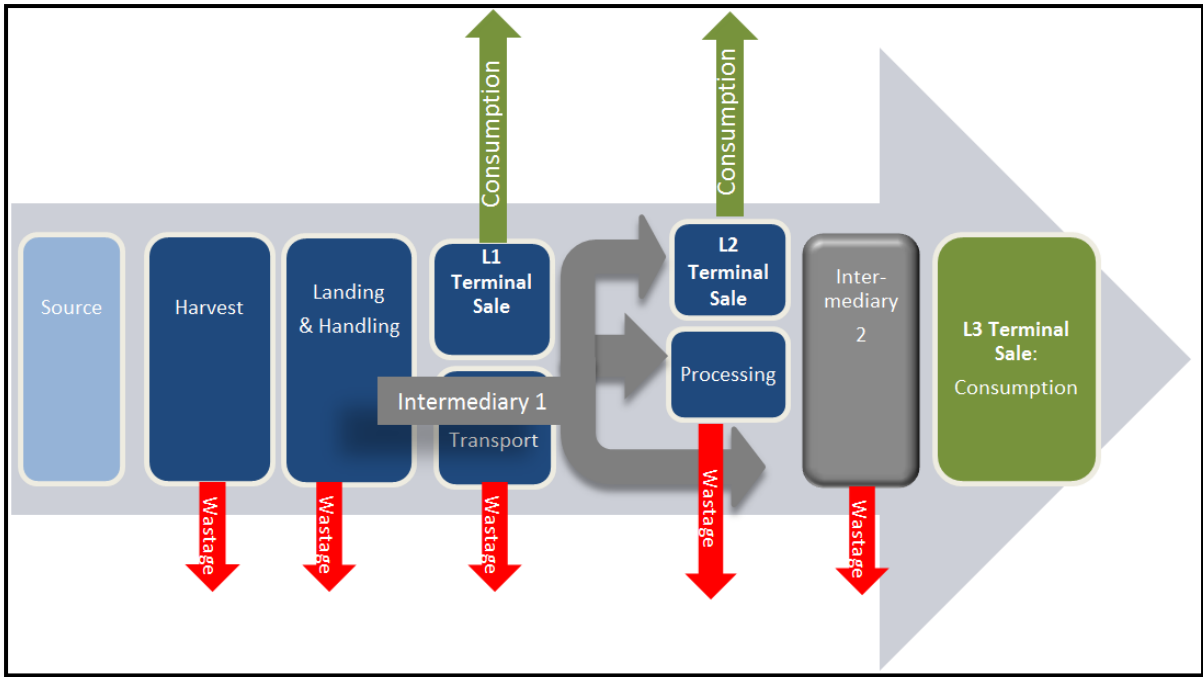 Consumption
Consumption
Source
Harvest
Landing
& Handling
L1
Terminal
Sale
Intermediary 1
Transport
L2
Terminal
Sale
Processing
Inter-
mediary
2
L3 Terminal
Sale:
Consumption
Wastage
Wastage
Wastage
Wastage
Wastage